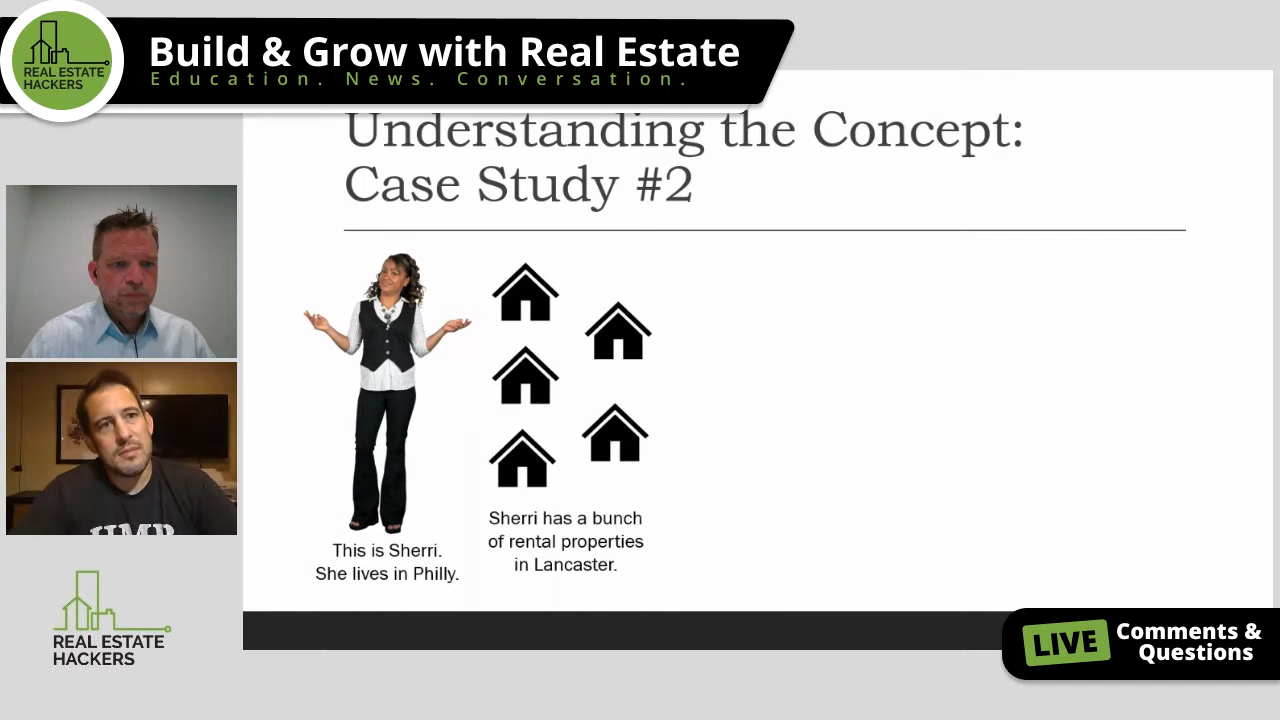 Build & Grow with Real Estate
Education. News. Conversation.
REAL ESTATE
HACKERS
Understanding the Concept:
Case Study #2
This is Sherri.
She lives in Philly.
Sherri has a bunch
of rental properties
in Lancaster.
REAL ESTATE
HACKERS
LIVE
Comments &
Questions